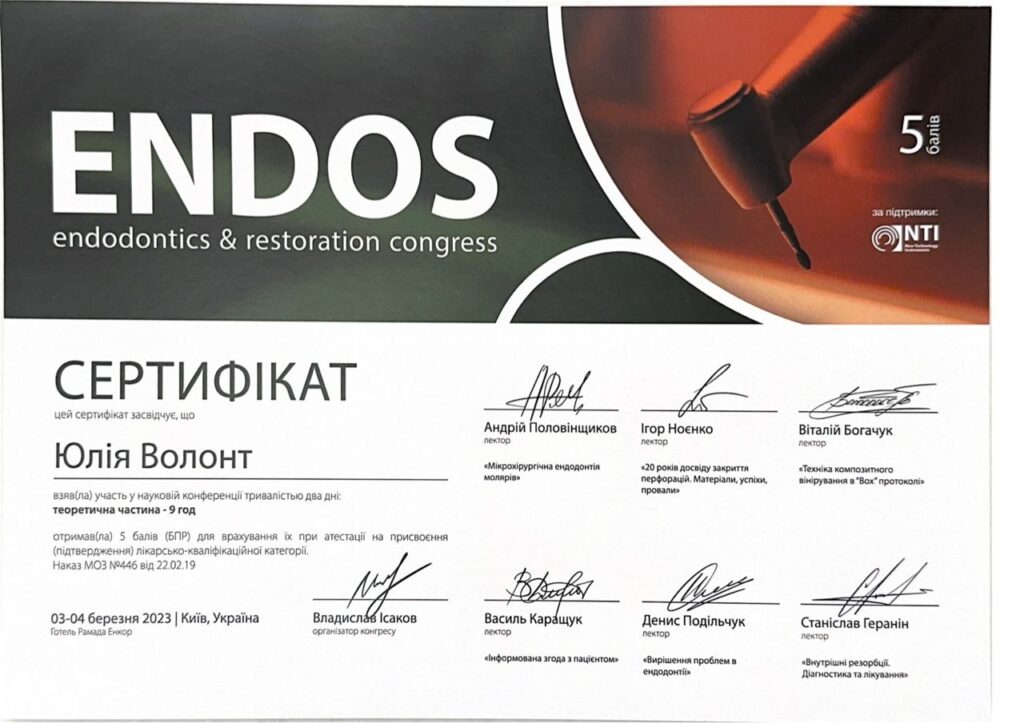 ENDOS
endodontics & restoration congress
5
балів
за підтримки:
NTI
New Technology
Instruments
СЕРТИФІКАТ
цей сертифікат засвідчує, що
Юлія Волонт
взяв(ла) участь у науковій конференції тривалістю два дні:
теоретична частина - 9 год
отримав(ла) 5 балів (БПР) для врахування їх при атестації на присвоєння
(підтвердження) лікарсько-кваліфікаційної категорії.
Наказ МОЗ №446 від 22.02.19
03-04 березня 2023 | Київ, Україна
Готель Рамада Енкор
Владислав Ісаков
організатор конгресу
Андрій Половінщиков
лектор
«Мікрохірургічна ендодонтія
молярів»
Ігор Ноєнко
лектор
«20 років досвіду закриття
перфорацій. Матеріали, успіхи,
провали»
Віталій Богачук
лектор
«Техніка композитного
вінірування в "Box" протоколі»
Василь Каращук
лектор
«Інформована згода з пацієнтом»
Денис Подільчук
лектор
«Вирішення проблем в
ендодонтії»
Станіслав Геранін
лектор
«Внутрішні резорбції.
Діагностика та лікування»